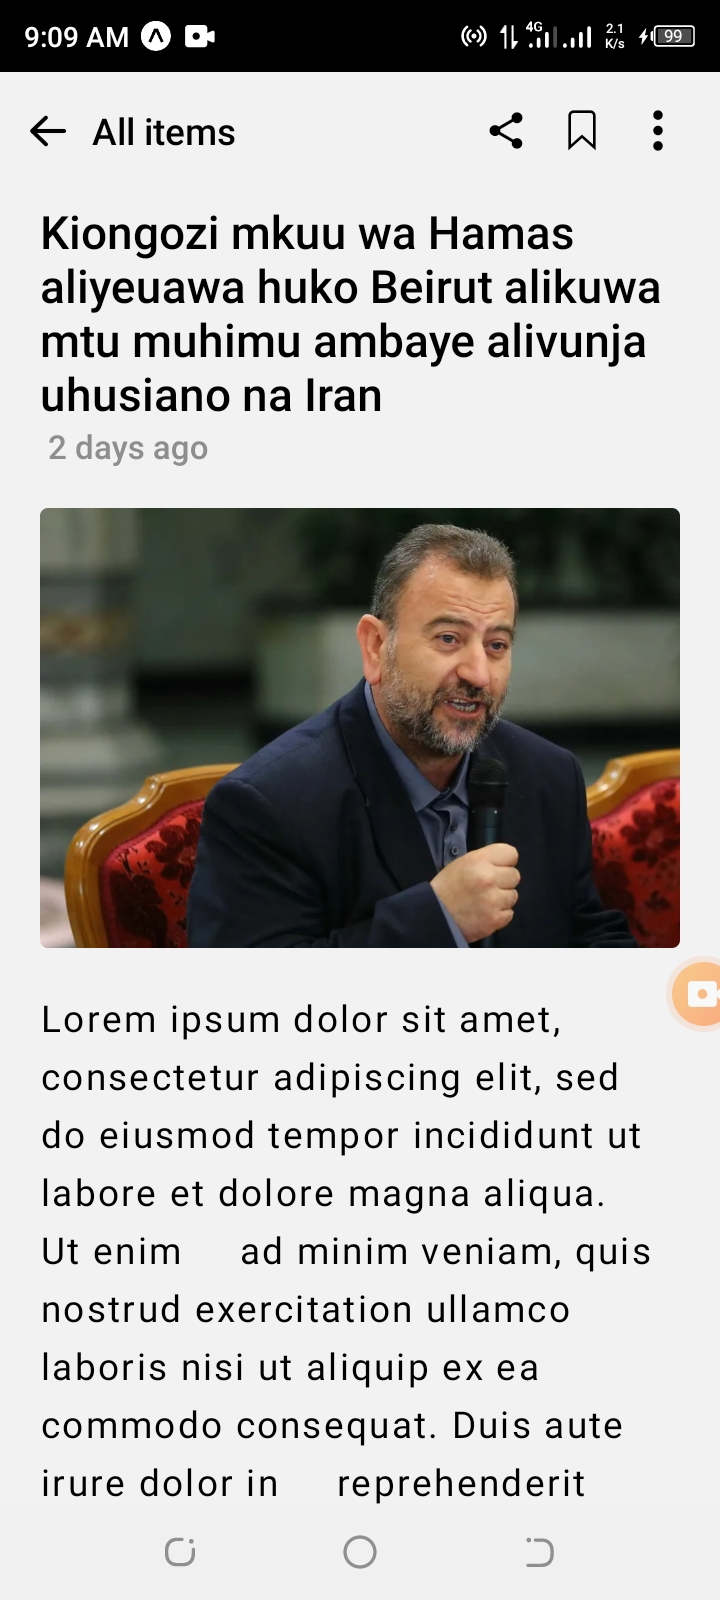 9:09 AM
4G
2.1
K/s
99
All items
Kiongozi mkuu wa Hamas
aliyeuawa huko Beirut alikuwa
mtu muhimu ambaye alivunja
uhusiano na Iran
2 days ago
Lorem ipsum dolor sit amet,
consectetur adipiscing elit, sed
do eiusmod tempor incididunt ut
labore et dolore magna aliqua.
Ut enim ad minim veniam, quis
nostrud exercitation ullamco
laboris nisi ut aliquip ex ea
commodo consequat. Duis aute
irure dolor in reprehenderit